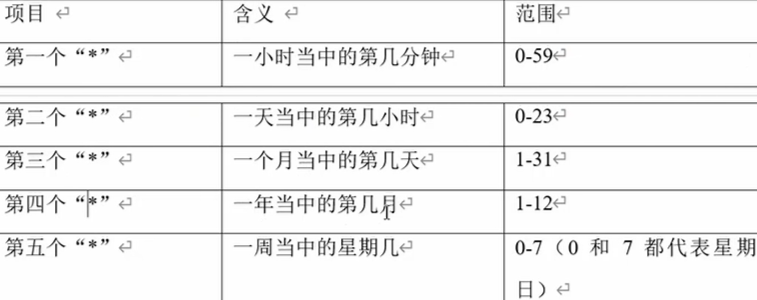 项目 含义 范围
第一个“*” 一小时当中的第几分钟 0-59
第二个“*” 一天当中的第几小时 0-23
第三个“*” 一个月当中的第几天 1-31
第四个“*” 一年当中的第几月 1-12
第五个“*” 一周当中的星期几 0-7（0 和 7 都代表星期
日）